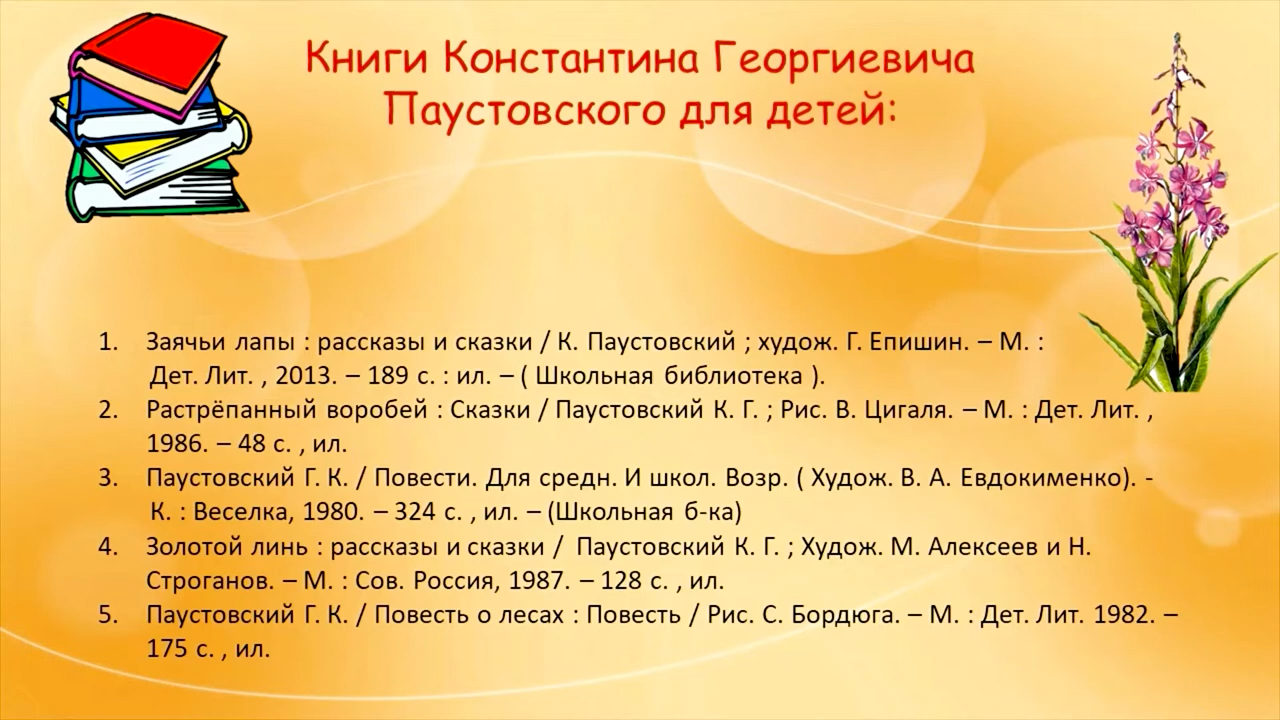 Книги Константина Георгиевича
Паустовского для детей:
1. Заячьи лапы : рассказы и сказки / К. Паустовский ; худож. Г. Епишин. – М. :
Дет. Лит. , 2013. – 189 с. : ил. – ( Школьная библиотека ).
2. Растрёпанный воробей : Сказки / Паустовский К. Г. ; Рис. В. Цигаля. – М. : Дет. Лит. ,
1986. – 48 с. , ил.
3. Паустовский Г. К. / Повести. Для средн. И школ. Возр. ( Худож. В. А. Евдокименко). -
К. : Веселка, 1980. – 324 с. , ил. – (Школьная б-ка)
4. Золотой линь : рассказы и сказки / Паустовский К. Г. ; Худож. М. Алексеев и Н.
Строганов. – М. : Сов. Россия, 1987. – 128 с. , ил.
5. Паустовский Г. К. / Повесть о лесах : Повесть / Рис. С. Бордюга. – М. : Дет. Лит. 1982. –
175 с. , ил.